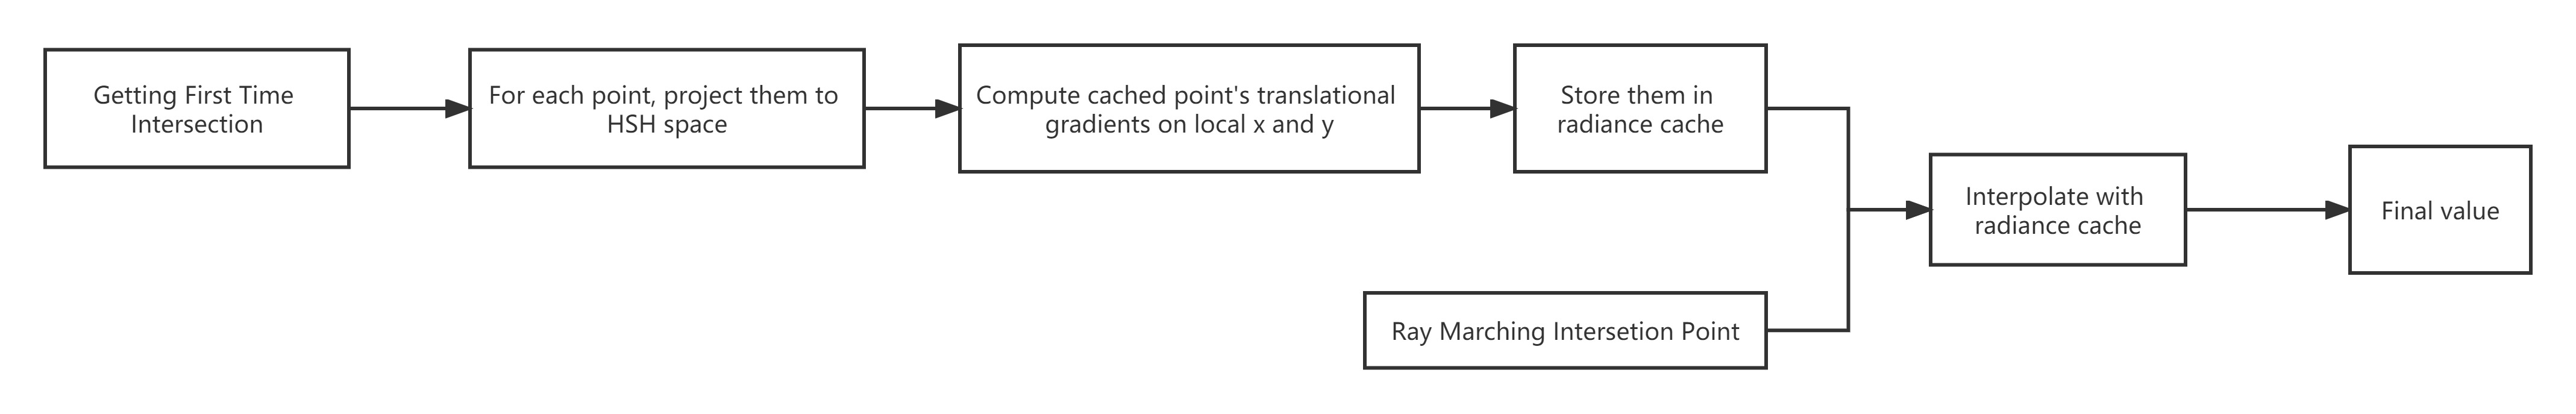 Getting First Time
Intersection
For each point, project them to
HSH space
Compute cached point's translational
gradients on local x and y
Store them in
radiance cache
Ray Marching Intersetion Point
Interpolate with
radiance cache
Final value